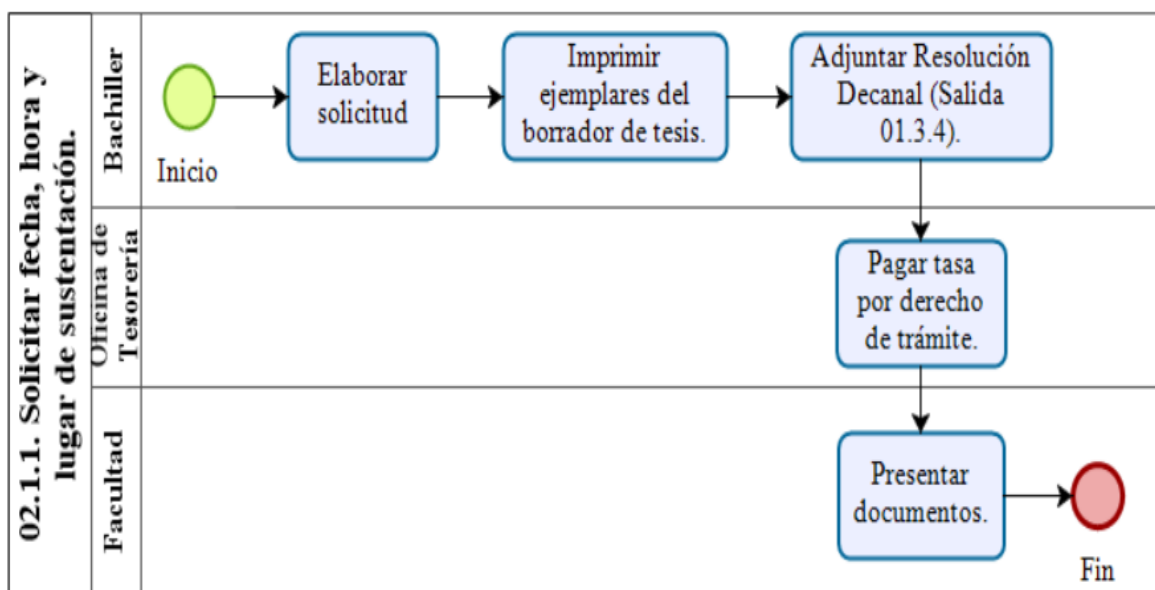 02.1.1. Solicitar fecha, hora y
lugar de sustentación.
Bachiller
Inicio
Elaborar
solicitud
Imprimir
ejemplares del
borrador de tesis.
Adjuntar Resolución
Decanal (Salida
01.3.4).
Oficina de
Tesorería
Pagar tasa
por derecho
de trámite.
Facultad
Presentar
documentos.
Fin